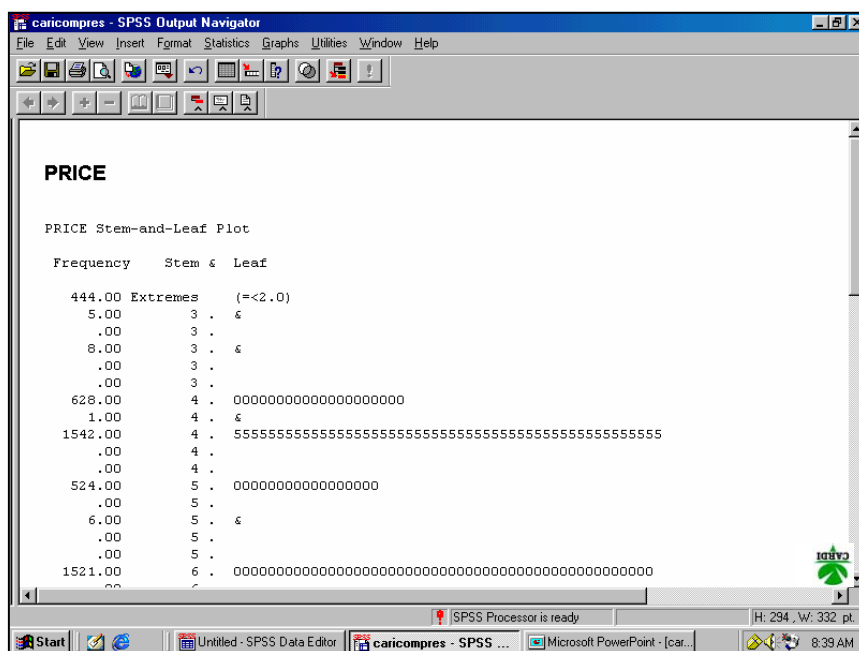 caricompres - SPSS Output Navigator
File Edit View Insert Format Statistics Graphs Utilities Window Help
PRICE
PRICE Stem-and-Leaf Plot
Frequency Stem & Leaf
444.00 Extremes (=<2.0)
5.00 3 . &
.00 3 .
8.00 3 . &
.00 3 .
.00 3 .
628.00 4 . 00000000000000000000
1.00 4 . &
1542.00 4 . 55555555555555555555555555555555555555555555555555
.00 4 .
.00 4 .
524.00 5 . 00000000000000000
.00 5 .
6.00 5 . &
.00 5 .
.00 5 .
1521.00 6 . 0000000000000000000000000000000000000000000000000
CARDI
SPSS Processor is ready H: 294 , W: 332 pt.
Start Untitled - SPSS Data Editor caricompres - SPSS ... Microsoft PowerPoint - [car... 8:39 AM